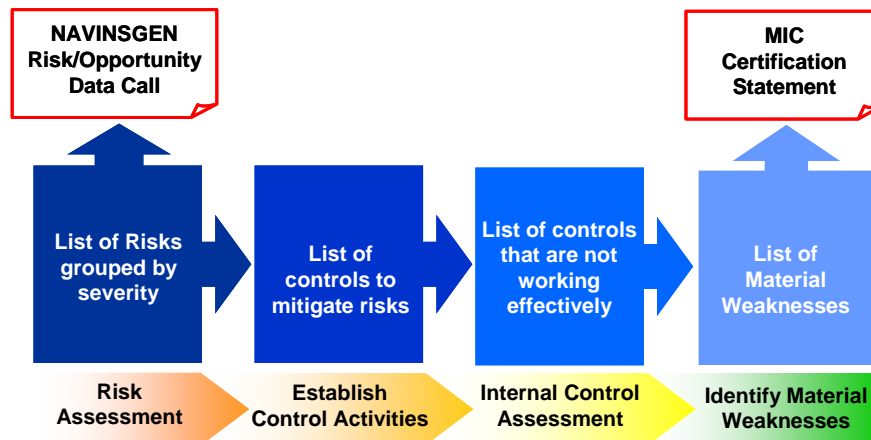 NAVINSGEN
Risk/Opportunity
Data Call
MIC
Certification
Statement
List of Risks
grouped by
severity
List of
controls to
mitigate risks
List of controls
that are not
working
effectively
List of
Material
Weaknesses
Risk
Assessment
Establish
Control Activities
Internal Control
Assessment
Identify Material
Weaknesses